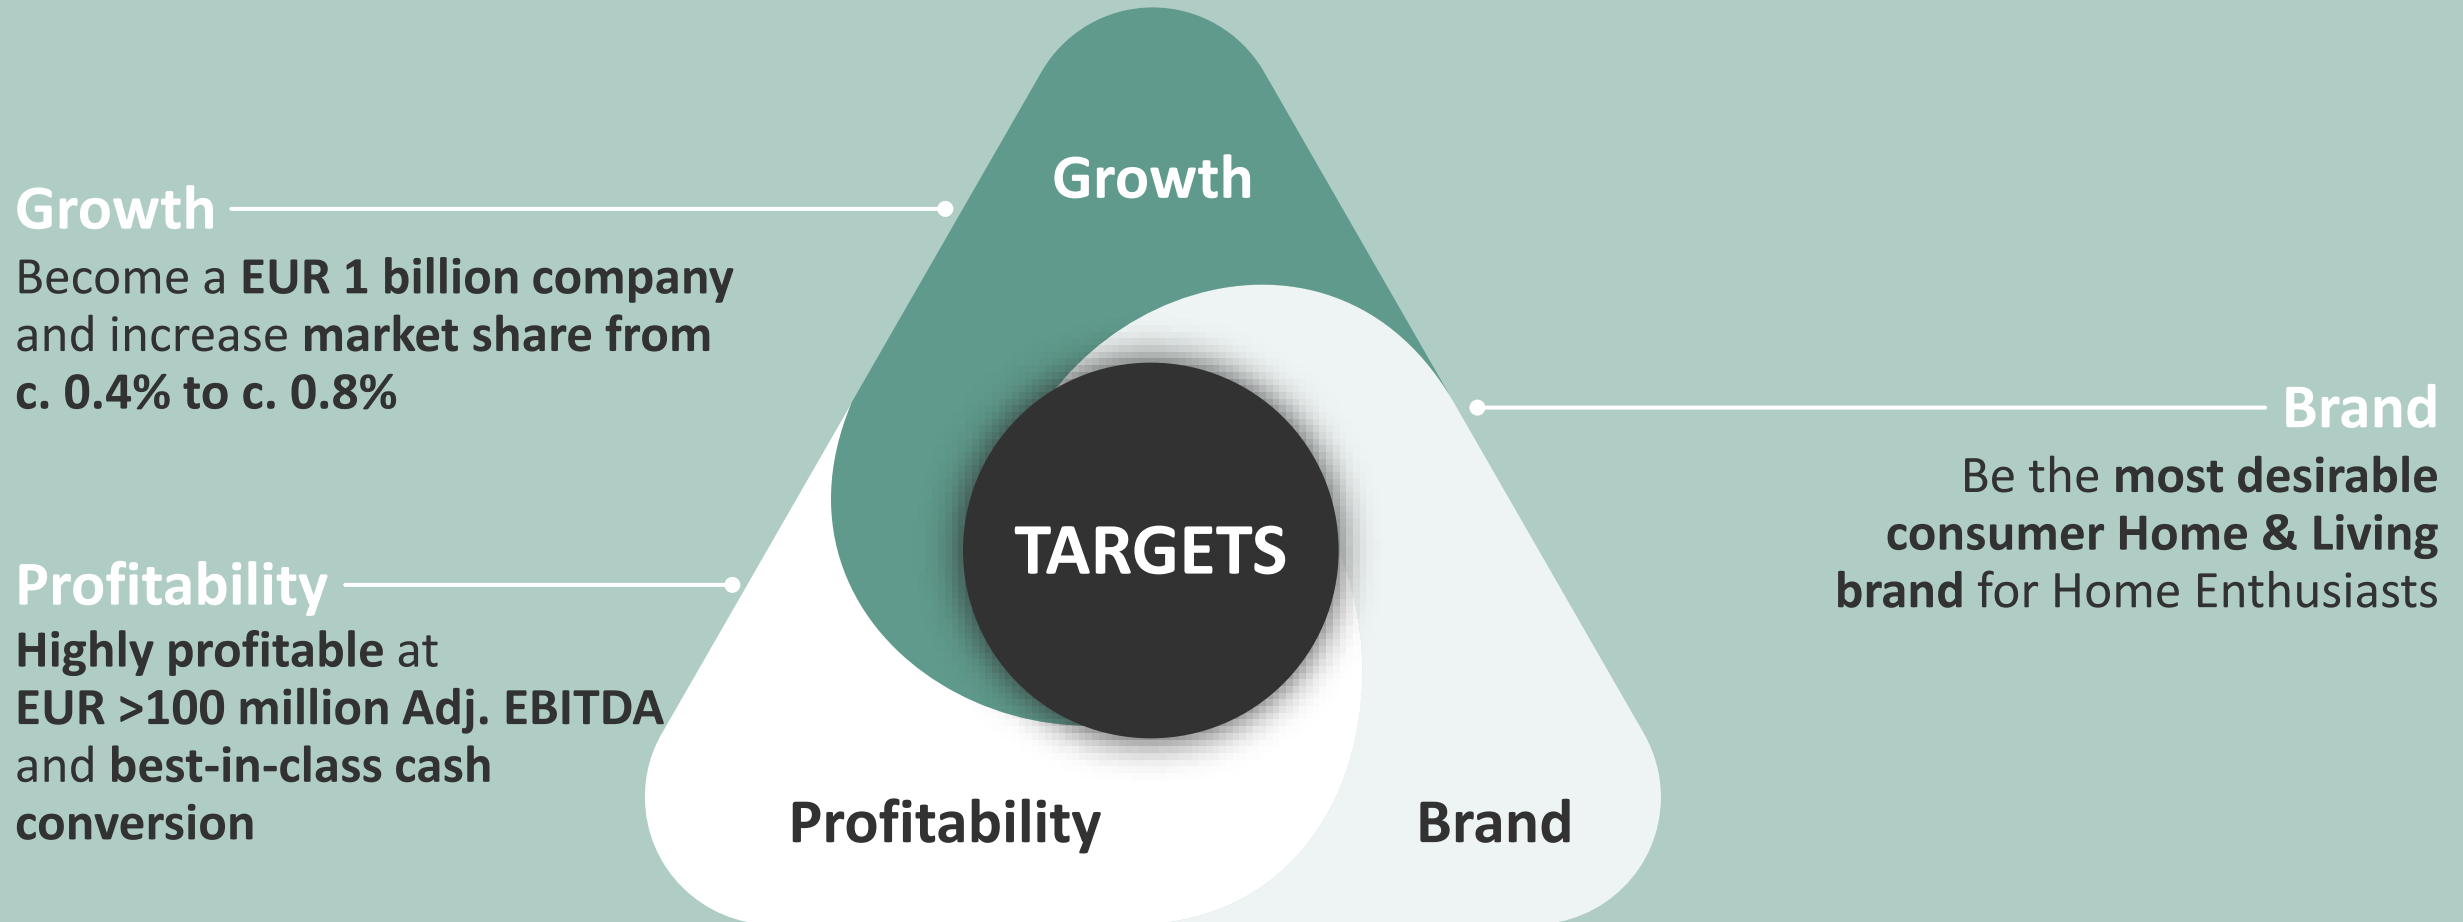 Growth
Growth
Become a EUR 1 billion company
and increase market share from
c. 0.4% to c. 0.8%
Brand
Be the most desirable
consumer Home & Living
brand for Home Enthusiasts
TARGETS
Profitability
Highly profitable at
EUR >100 million Adj. EBITDA
and best-in-class cash
conversion
Profitability
Brand